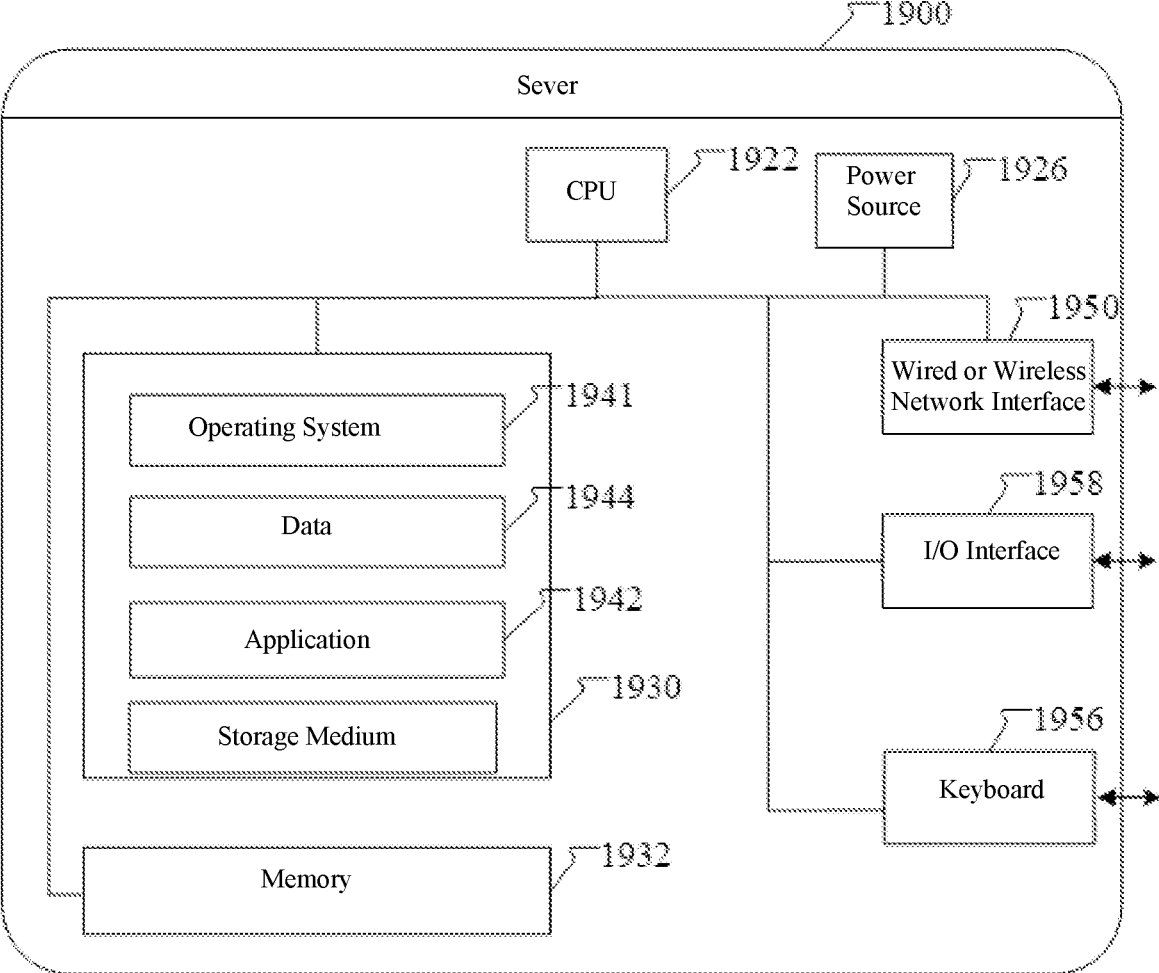 1900
Sever
CPU
1922
Power
Source
1926
1950
Wired or Wireless
Network Interface
Operating System
1941
Data
1944
1958
I/O Interface
Application
1942
1930
Storage Medium
1956
Keyboard
Memory
1932